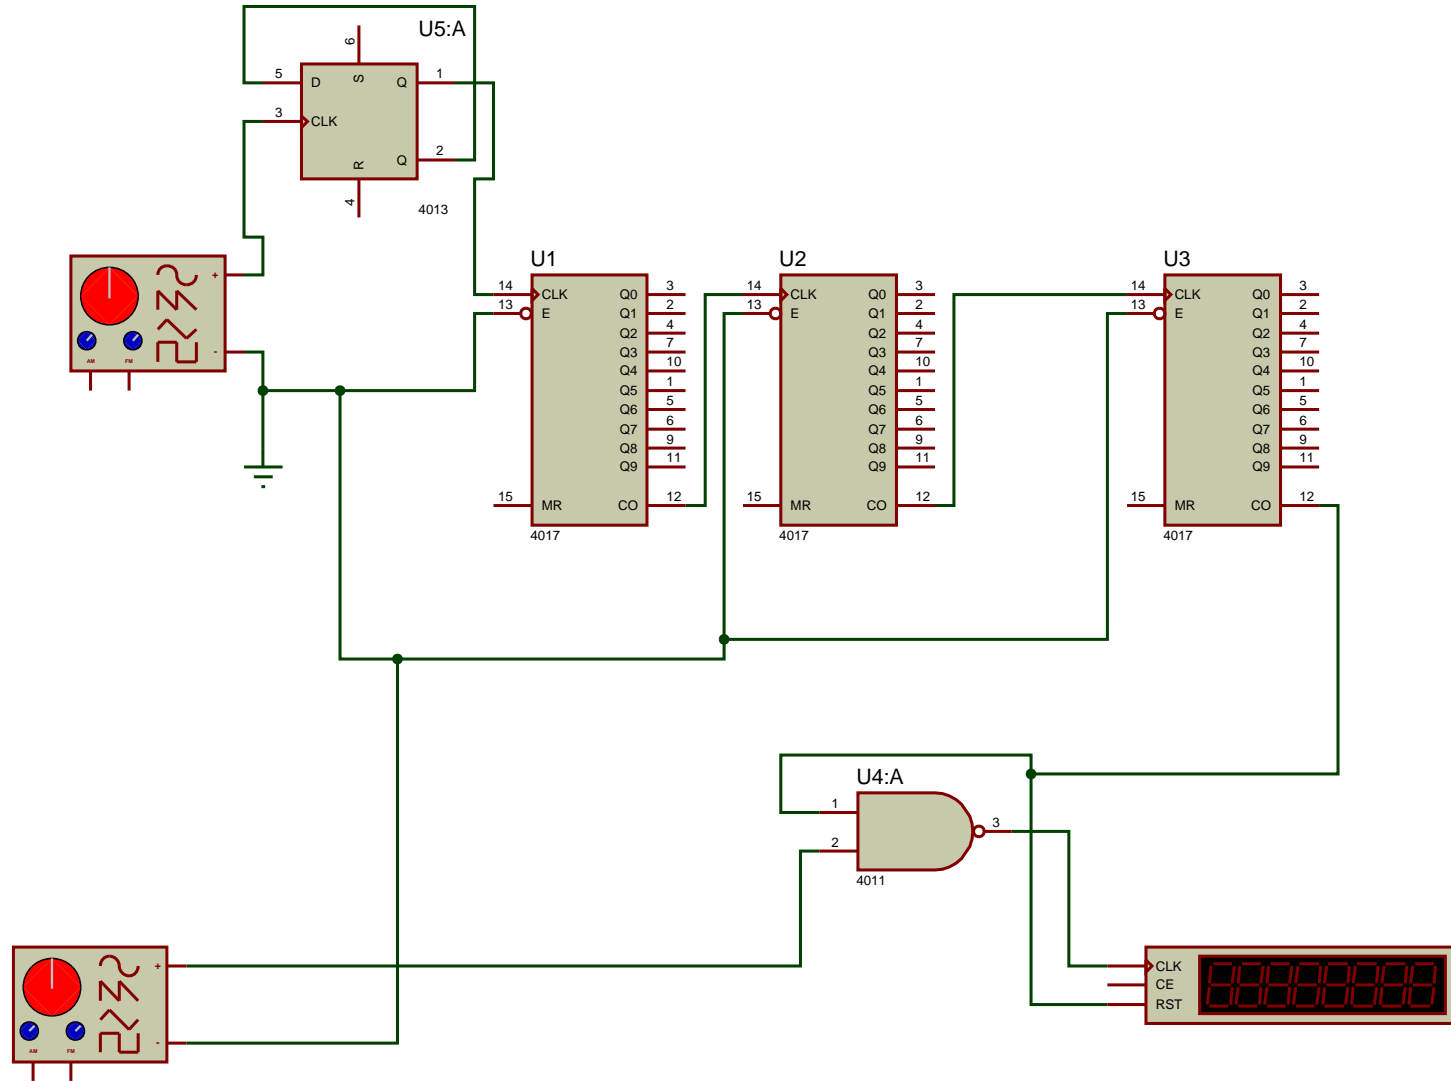 U5:A
6
5 D S Q 1
3 CLK
R Q 2
4
4013
+
-
AM FM
U1
14 CLK Q0 3
13 E Q1 2
Q2 4
Q3 7
Q4 10
Q5 1
Q6 5
Q7 6
Q8 9
Q9 11
15 MR CO 12
4017
U2
14 CLK Q0 3
13 E Q1 2
Q2 4
Q3 7
Q4 10
Q5 1
Q6 5
Q7 6
Q8 9
Q9 11
15 MR CO 12
4017
U3
14 CLK Q0 3
13 E Q1 2
Q2 4
Q3 7
Q4 10
Q5 1
Q6 5
Q7 6
Q8 9
Q9 11
15 MR CO 12
4017
U4:A
1
2
3
4011
+
-
AM FM
CLK
CE
RST
88888888